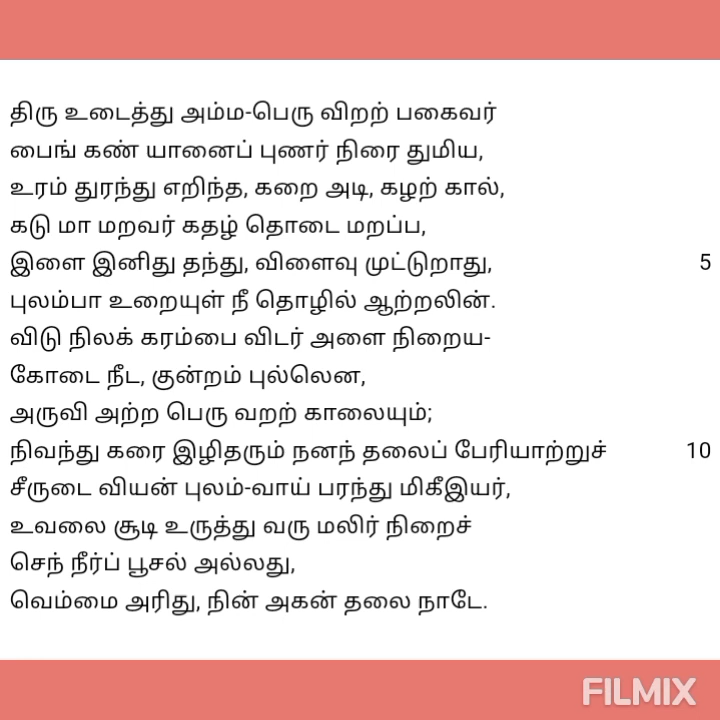 திரு உடைத்து அம்ம-பெரு விறற் பகைவர்
பைங் கண் யானைப் புணர் நிரை துமிய,
உரம் துரந்து எறிந்த, கறை அடி, கழற் கால்,
கடு மா மறவர் கதழ் தொடை மறப்ப,
இளை இனிது தந்து, விளைவு முட்டுறாது, 5
புலம்பா உறையுள் நீ தொழில் ஆற்றலின்.
விடு நிலக் கரம்பை விடர் அளை நிறைய-
கோடை நீட, குன்றம் புல்லென,
அருவி அற்ற பெரு வறற் காலையும்;
நிவந்து கரை இழிதரும் நனந் தலைப் பேரியாற்றுச் 10
சீருடை வியன் புலம்-வாய் பரந்து மிகீஇயர்,
உவலை சூடி உருத்து வரு மலிர் நிறைச்
செந் நீர்ப் பூசல் அல்லது,
வெம்மை அரிது, நின் அகன் தலை நாடே.
FILMIX